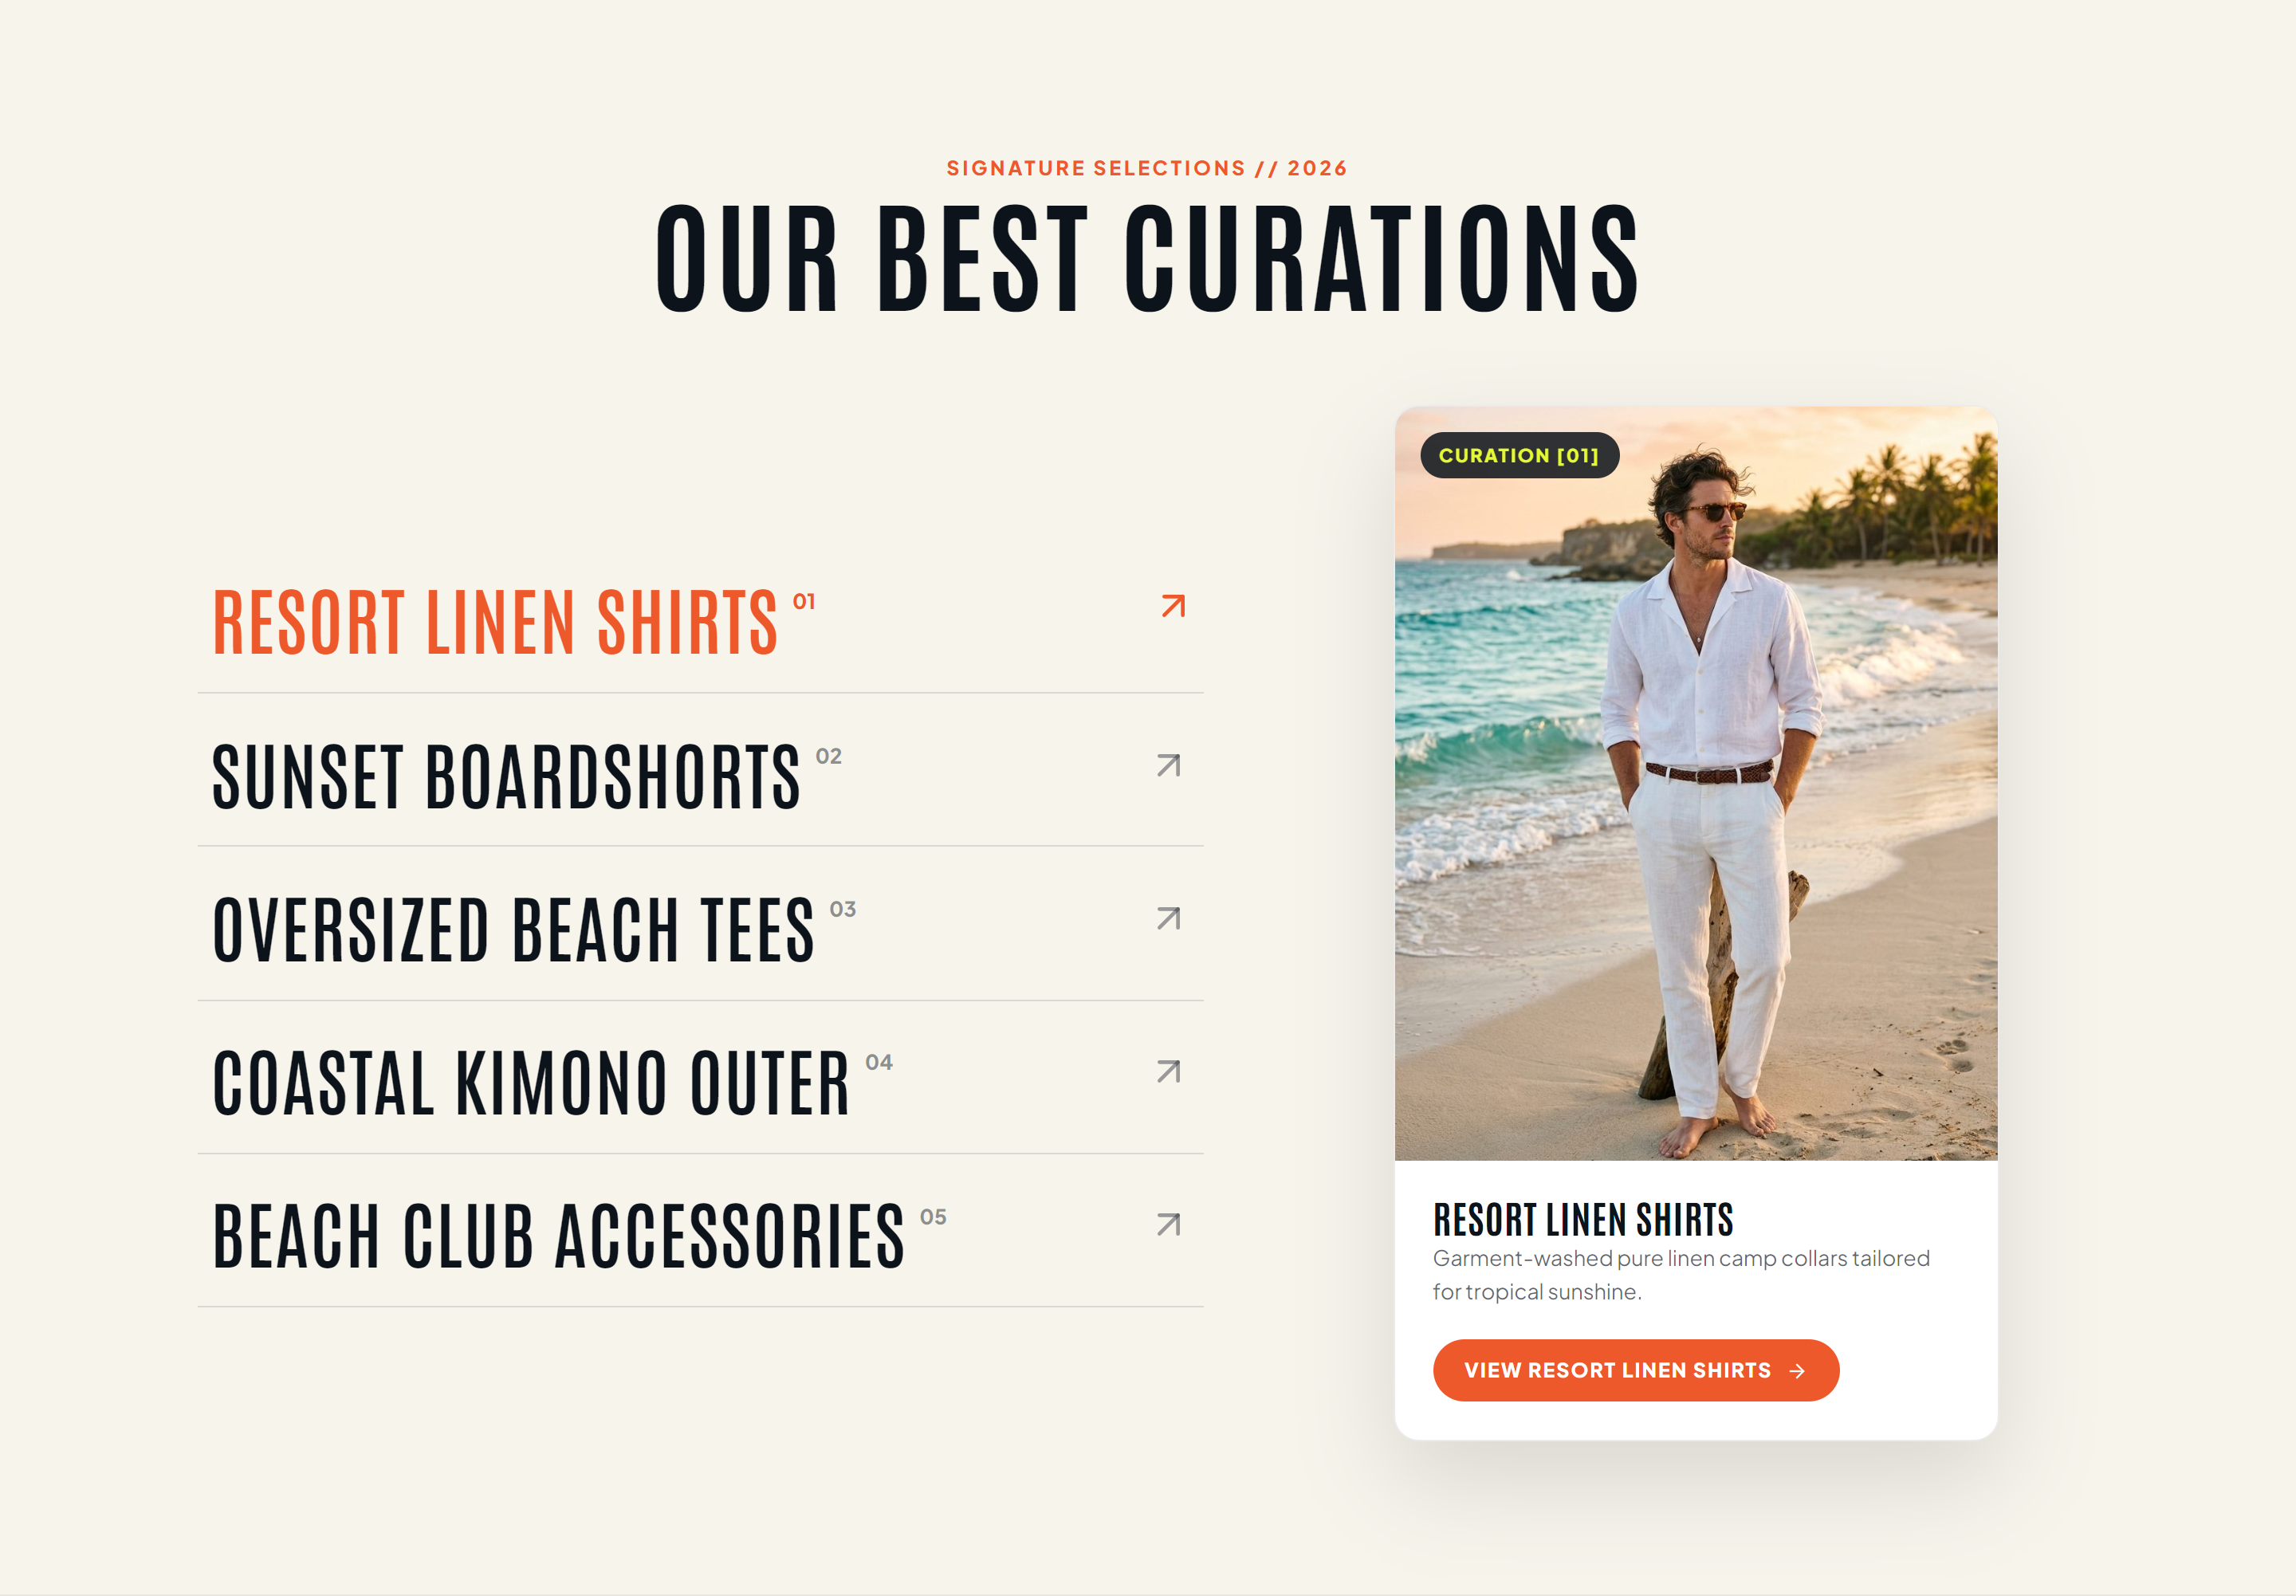 SIGNATURE SELECTIONS // 2026
OUR BEST CURATIONS
RESORT LINEN SHIRTS 01
SUNSET BOARDSHORTS 02
OVERSIZED BEACH TEES 03
COASTAL KIMONO OUTER 04
BEACH CLUB ACCESSORIES 05
CURATION [01]
RESORT LINEN SHIRTS
Garment-washed pure linen camp collars tailored
for tropical sunshine.
VIEW RESORT LINEN SHIRTS